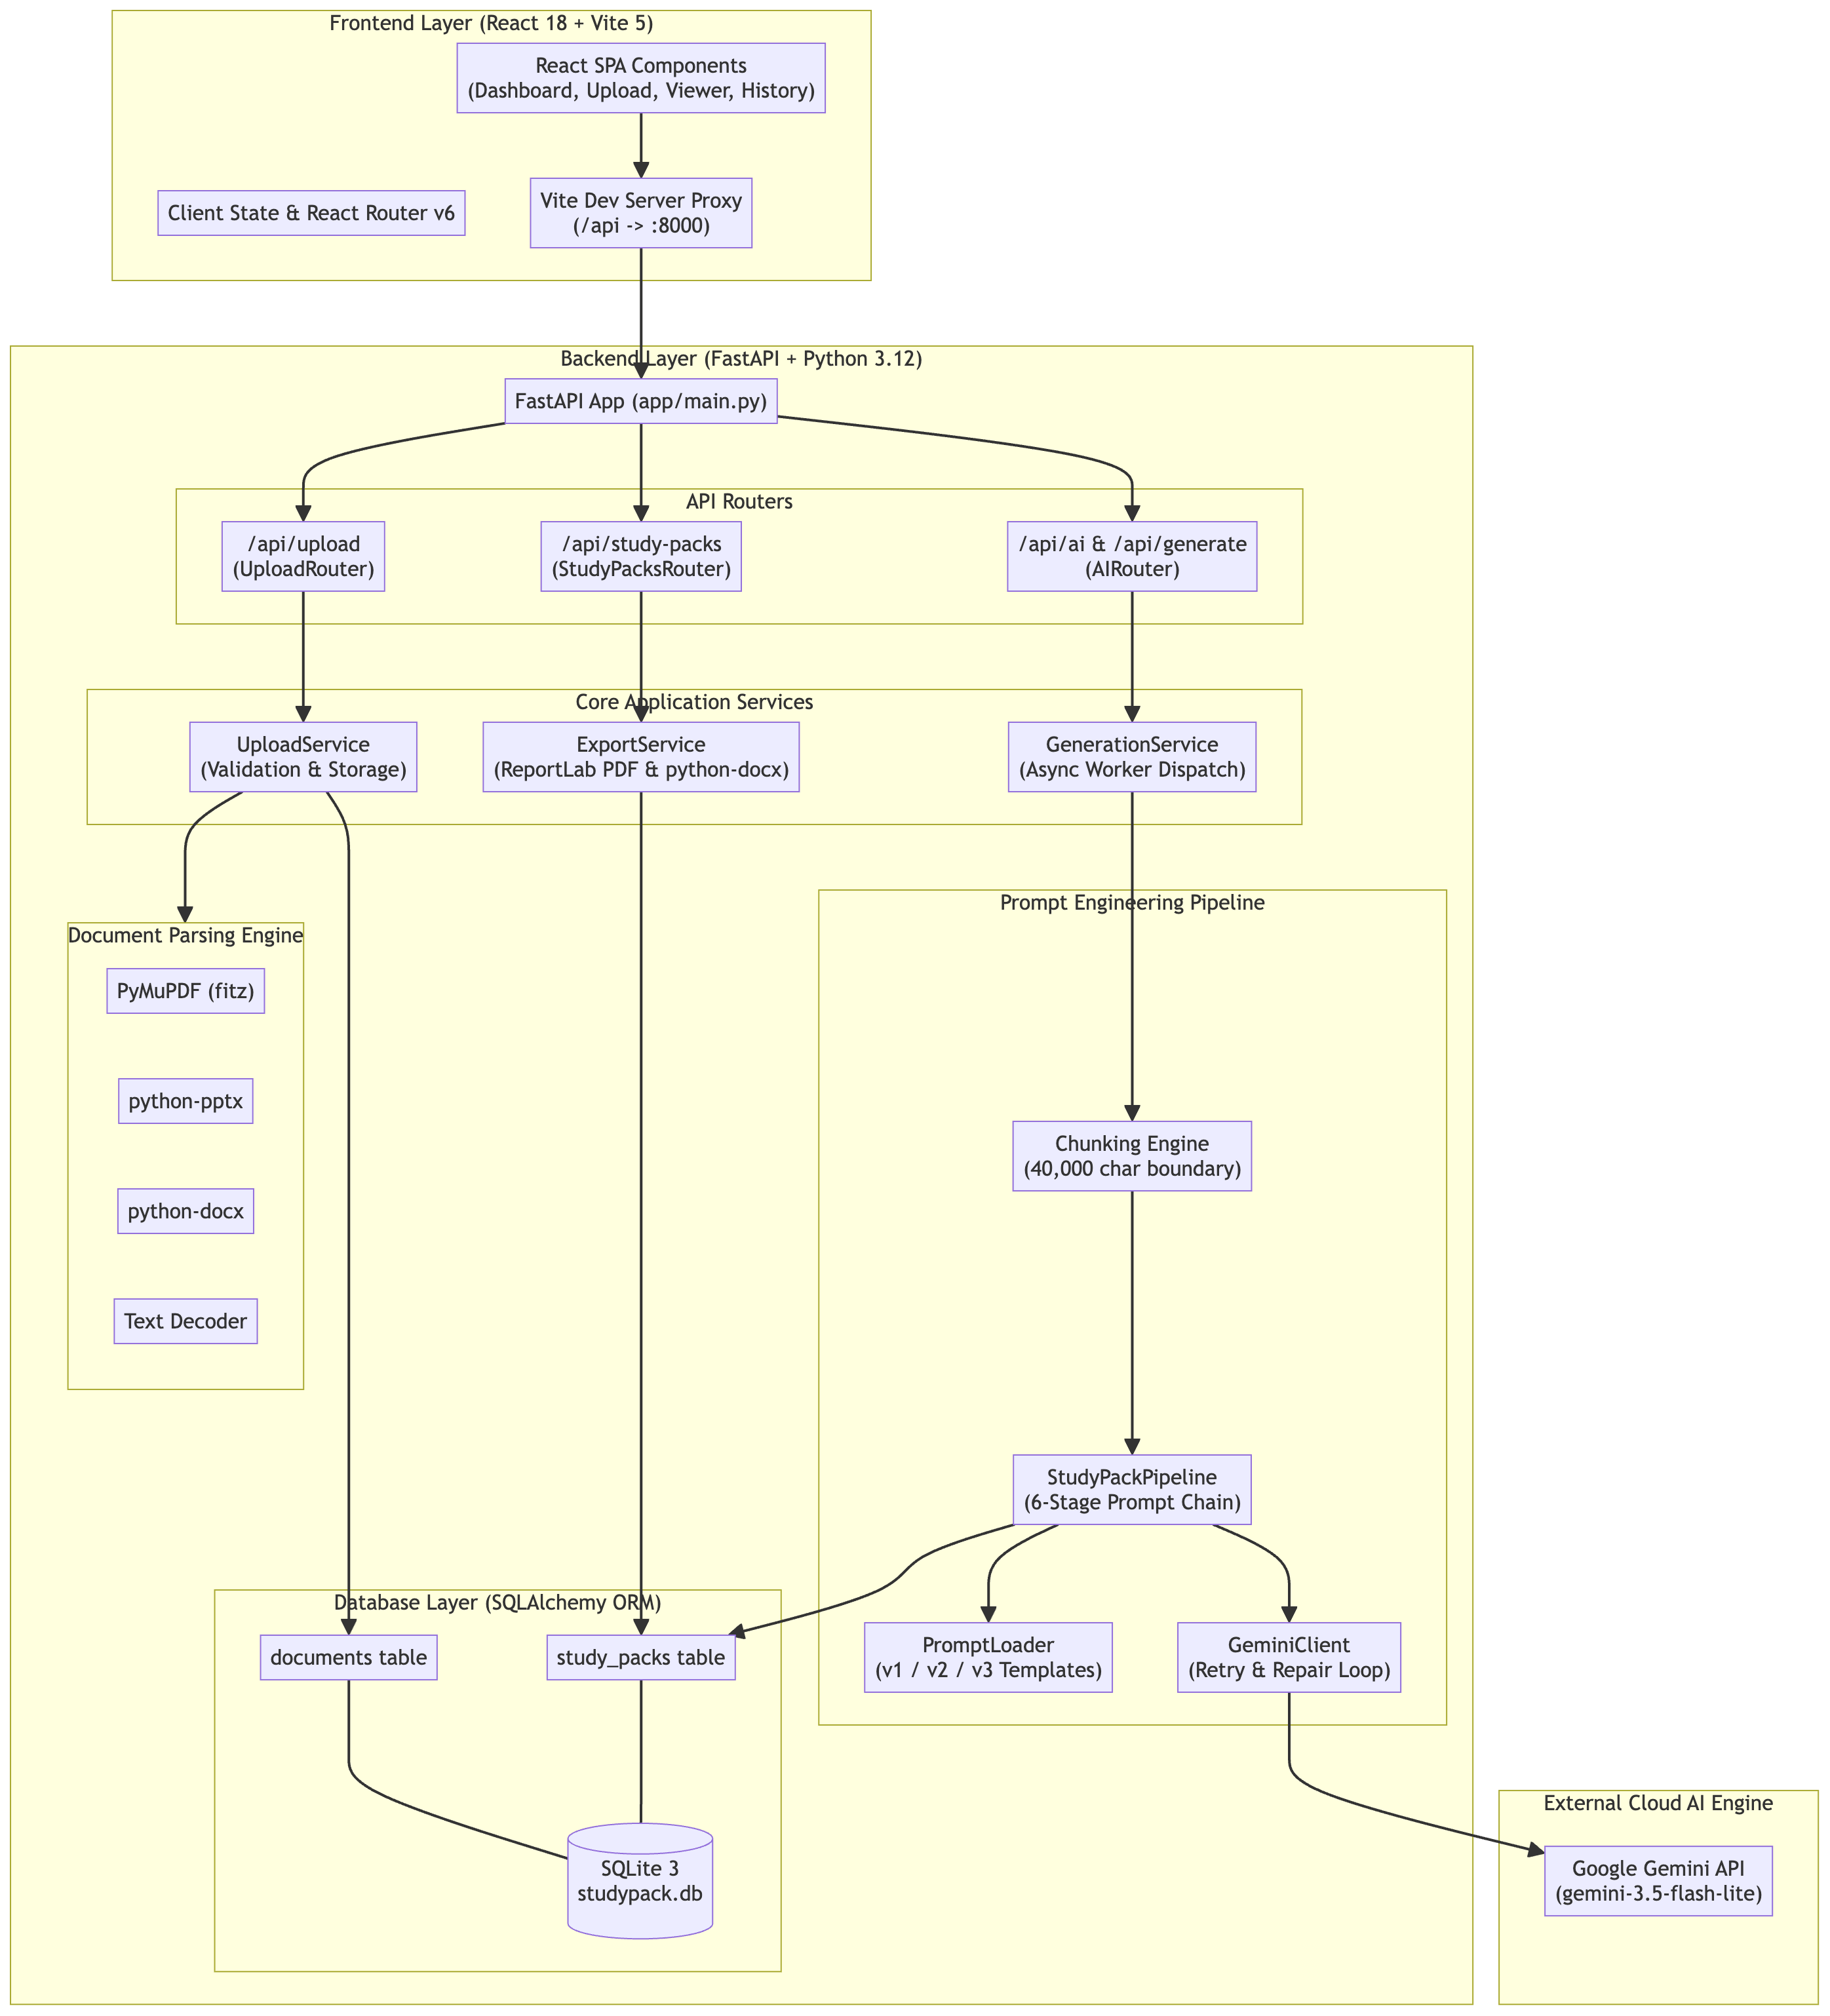 Frontend Layer (React 18 + Vite 5)
React SPA Components
(Dashboard, Upload, Viewer, History)
Client State & React Router v6
Vite Dev Server Proxy
(/api -> :8000)
Backend Layer (FastAPI + Python 3.12)
FastAPI App (app/main.py)
API Routers
/api/upload
(UploadRouter)
/api/study-packs
(StudyPacksRouter)
/api/ai & /api/generate
(AIRouter)
Core Application Services
UploadService
(Validation & Storage)
ExportService
(ReportLab PDF & python-docx)
GenerationService
(Async Worker Dispatch)
Document Parsing Engine
PyMuPDF (fitz)
python-pptx
python-docx
Text Decoder
Prompt Engineering Pipeline
Chunking Engine
(40,000 char boundary)
StudyPackPipeline
(6-Stage Prompt Chain)
PromptLoader
(v1 / v2 / v3 Templates)
GeminiClient
(Retry & Repair Loop)
Database Layer (SQLAlchemy ORM)
documents table
study_packs table
SQLite 3
studypack.db
External Cloud AI Engine
Google Gemini API
(gemini-3.5-flash-lite)